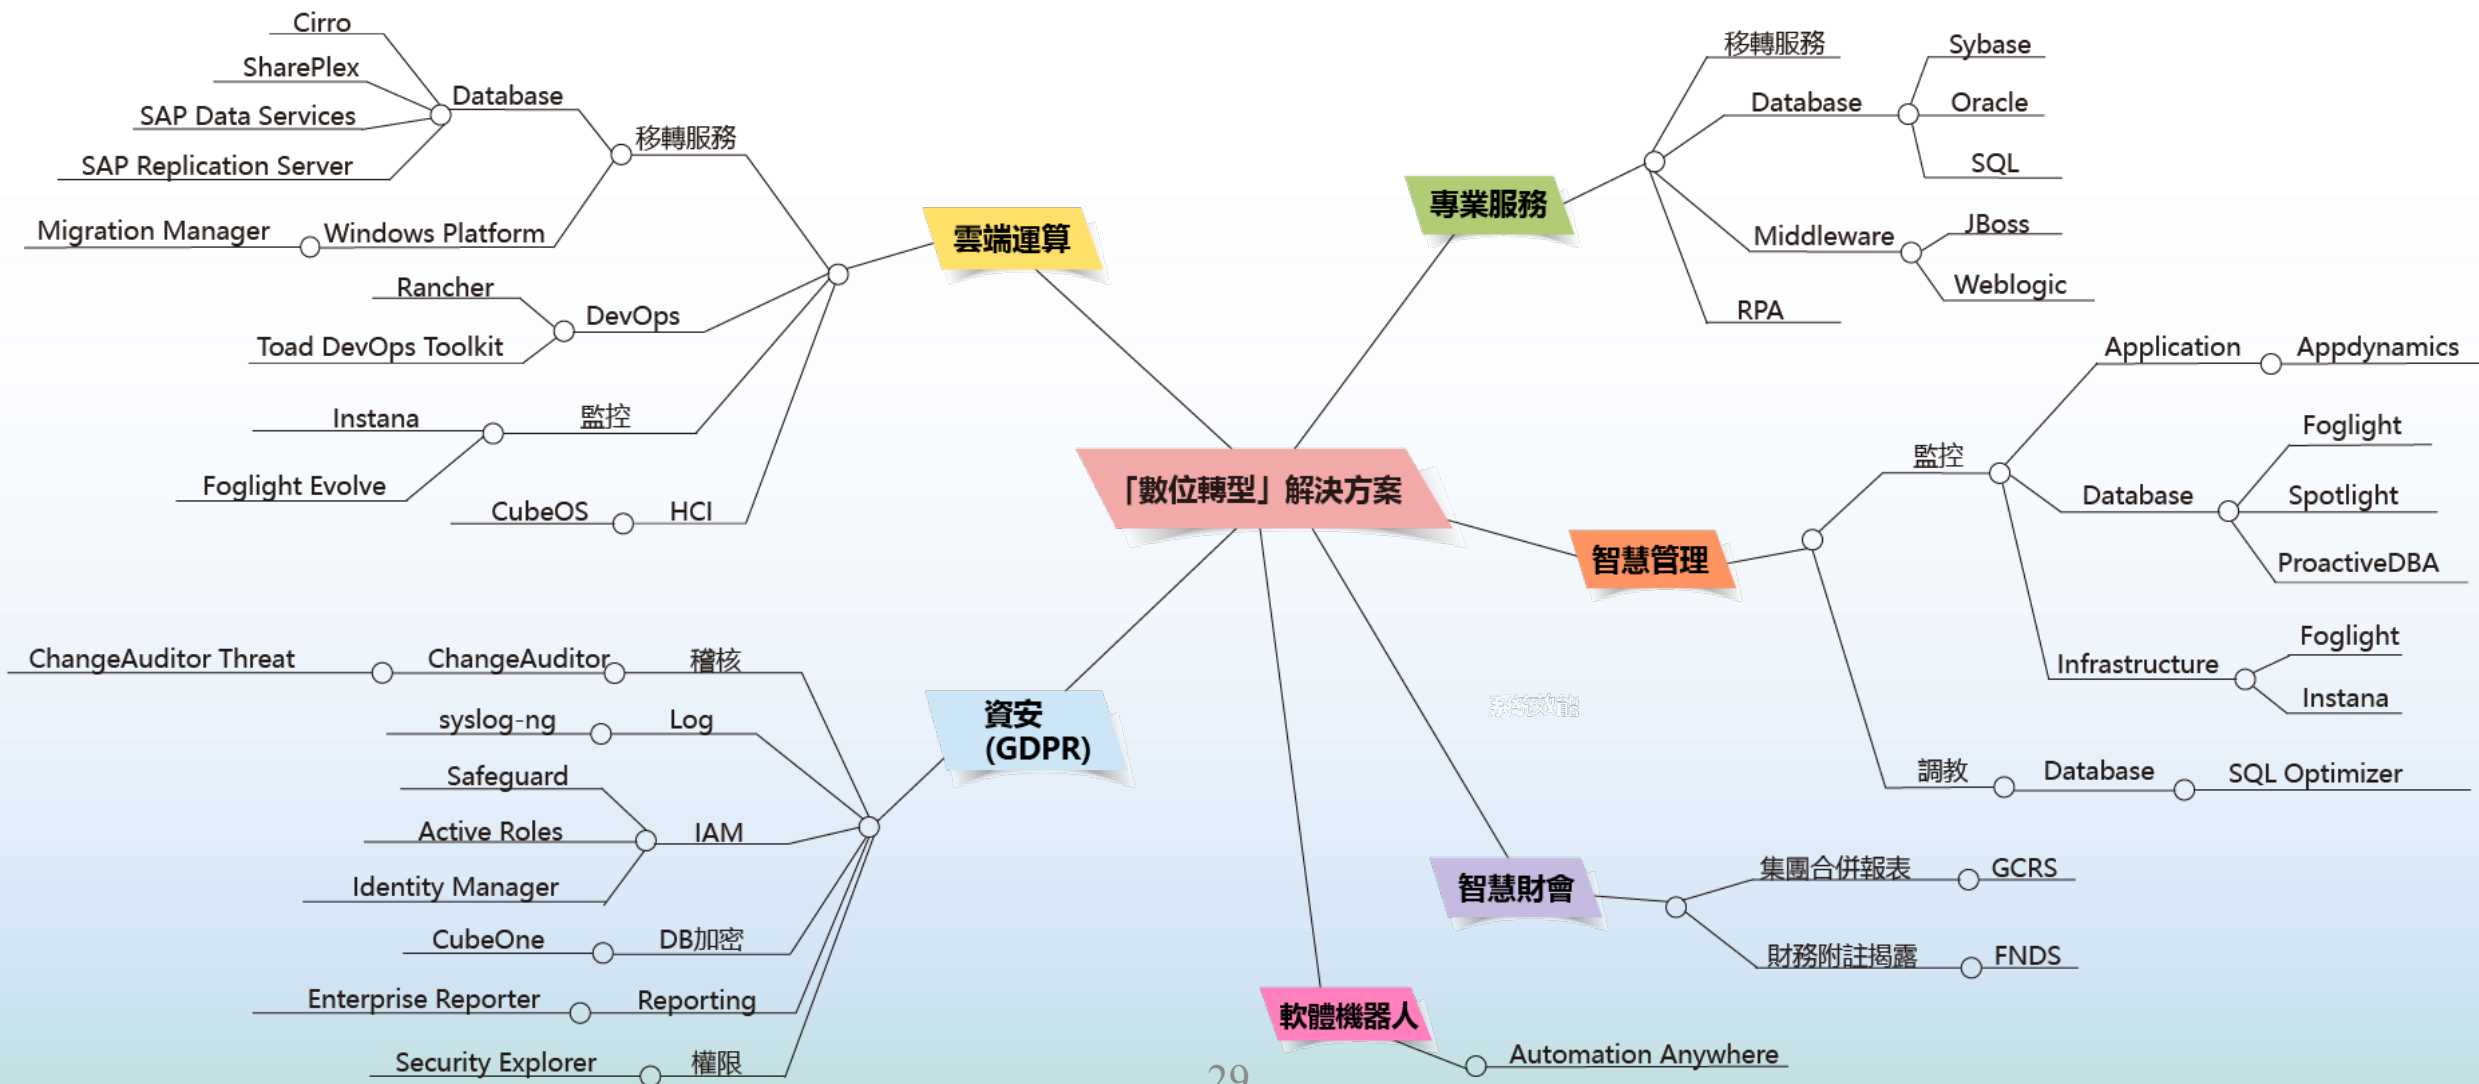 Cirro
SharePlex
SAP Data Services
SAP Replication Server
Database
移轉服務
Migration Manager
Windows Platform
Rancher
Toad DevOps Toolkit
DevOps
Instana
Foglight Evolve
監控
CubeOS
HCI
雲端運算
專業服務
移轉服務
Database
Sybase
Oracle
SQL
Middleware
JBoss
Weblogic
RPA
「數位轉型」解決方案
智慧管理
監控
Application
Appdynamics
Database
Foglight
Spotlight
ProactiveDBA
Infrastructure
Foglight
Instana
調教
Database
SQL Optimizer
系統效能
資安
(GDPR)
ChangeAuditor Threat
ChangeAuditor
稽核
syslog-ng
Log
Safeguard
Active Roles
Identity Manager
IAM
CubeOne
DB加密
Enterprise Reporter
Reporting
Security Explorer
權限
智慧財會
集團合併報表
GCRS
財務附註揭露
FNDS
軟體機器人
Automation Anywhere
29